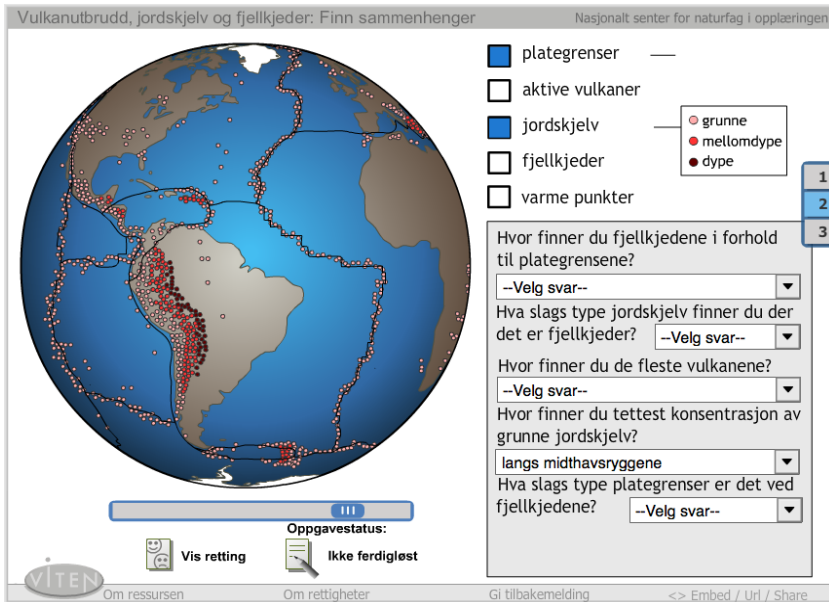 Vulkanutbrudd, jordskjelv og fjellkjeder: Finn sammenhenger
Nasjonalt senter for naturfag i opplæringen
plategrenser
aktive vulkaner
jordskjelv
fjellkjeder
varme punkter
grunne
mellomdype
dype
1
2
3
Hvor finner du fjellkjedene i forhold
til plategrensene?
--Velg svar--
Hva slags type jordskjelv finner du der
det er fjellkjeder? --Velg svar--
Hvor finner du de fleste vulkanene?
--Velg svar--
Hvor finner du tettest konsentrasjon av
grunne jordskjelv?
langs midthavsryggene
Hva slags type plategrenser er det ved
fjellkjedene? --Velg svar--
Oppgavestatus:
Vis retting
Ikke ferdigløst
VITEN
Om ressursen
Om rettigheter
Gi tilbakemelding
<> Embed / Url / Share